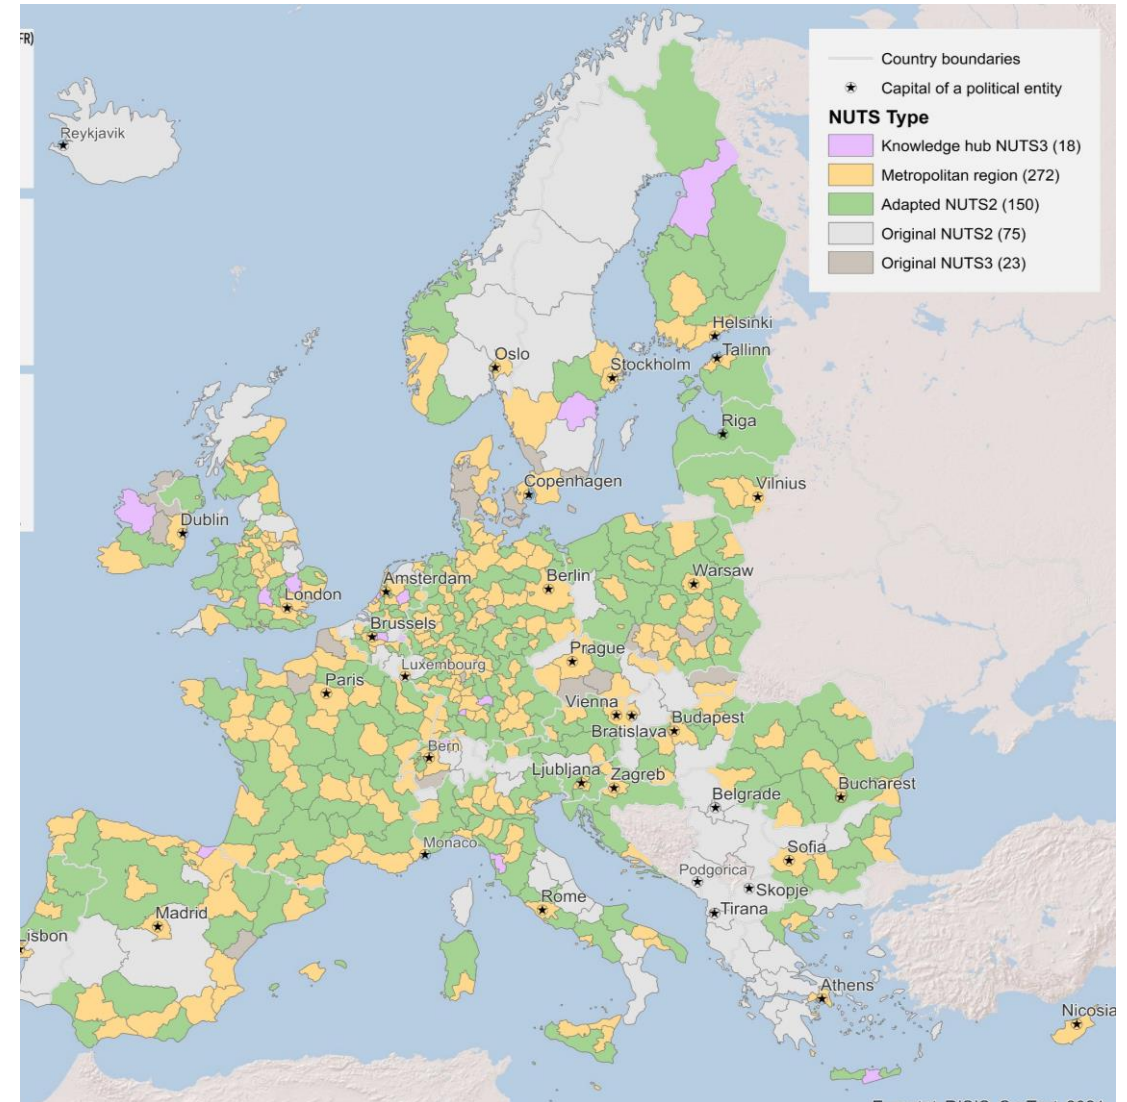 FR)
Country boundaries
Capital of a political entity
NUTS Type
Knowledge hub NUTS3 (18)
Metropolitan region (272)
Adapted NUTS2 (150)
Original NUTS2 (75)
Original NUTS3 (23)
Reykjavik
Helsinki
Tallinn
Oslo
Stockholm
Riga
Copenhagen
Vilnius
Dublin
Amsterdam
Berlin
Warsaw
London
Brussels
Prague
Luxembourg
Paris
Vienna
Bratislava
Budapest
Bern
Ljubljana
Zagreb
Belgrade
Bucharest
Monaco
Sofia
Podgorica
Skopje
Madrid
Rome
Tirana
isbon
Athens
Nicosia